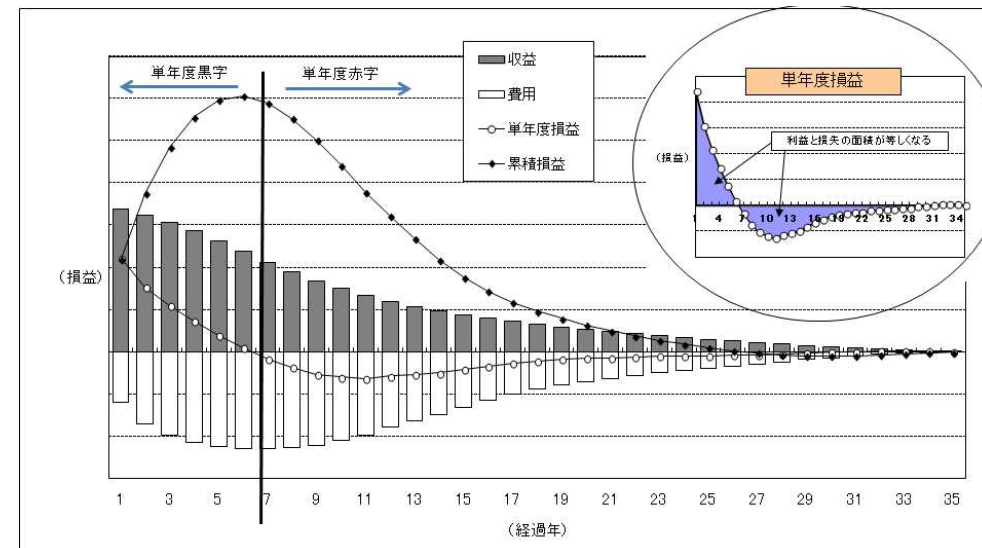 単年度黒字
単年度赤字
収益
費用
単年度損益
累積損益
単年度損益
利益と損失の面積が等しくなる
(損益)
1 4 7 10 13 16 19 22 25 28 31 34
(損益)
1 3 5 7 9 11 13 15 17 19 21 23 25 27 29 31 33 35
(経過年)